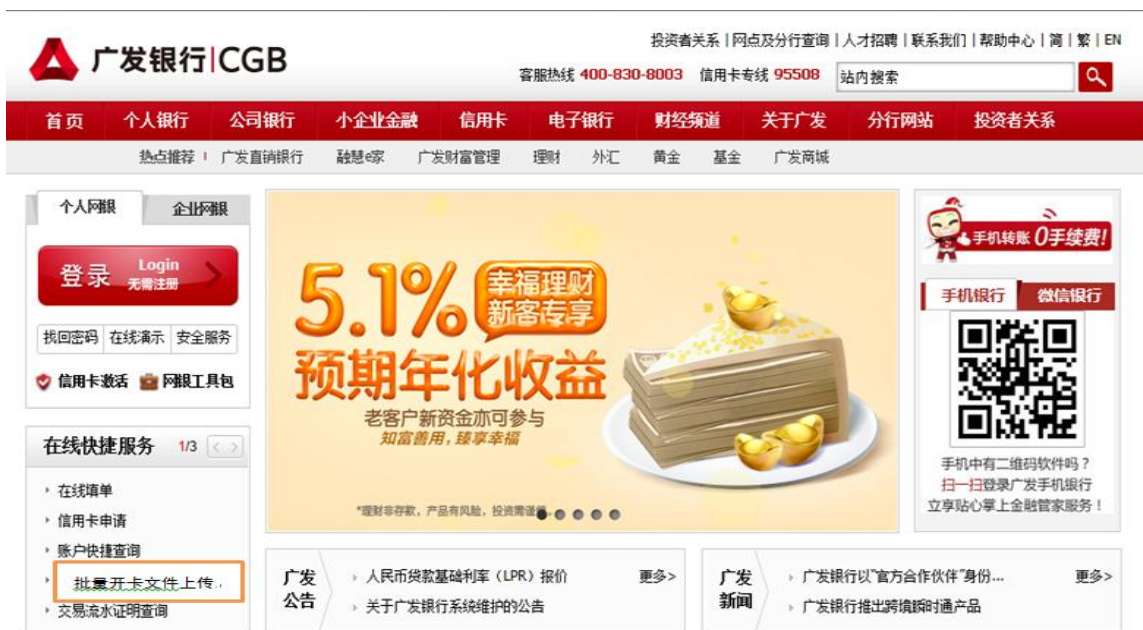 投资者关系 | 网点及分行查询 | 人才招聘 | 联系我们 | 帮助中心 | 简 | 繁 | EN
广发银行 | CGB
客服热线 400-830-8003 信用卡专线 95508 站内搜索
首页 个人银行 公司银行 小企业金融 信用卡 电子银行 财经频道 关于广发 分行网站 投资者关系
热点推荐 广发直销银行 融慧e家 广发财富管理 理财 外汇 黄金 基金 广发商城
个人网银 企业网银
登录 Login 无需注册
找回密码 在线演示 安全服务
信用卡激活 网银工具包
在线快捷服务 1/3
在线填单
信用卡申请
账户快捷查询
批量开卡文件上传
交易流水证明查询
5.1% 幸福理财 新客专享
预期年化收益
老客户新资金亦可参与
知富善用，臻享幸福
*理财非存款，产品有风险，投资需谨
手机转账 0手续费!
手机银行 微信银行
手机中有二维码软件吗？
扫一扫登录广发手机银行
立享贴心掌上金融管家服务！
广发公告
人民币贷款基础利率（LPR）报价 更多>
关于广发银行系统维护的公告
广发新闻
广发银行以"官方合作伙伴"身份... 更多>
广发银行推出跨境瞬时通产品